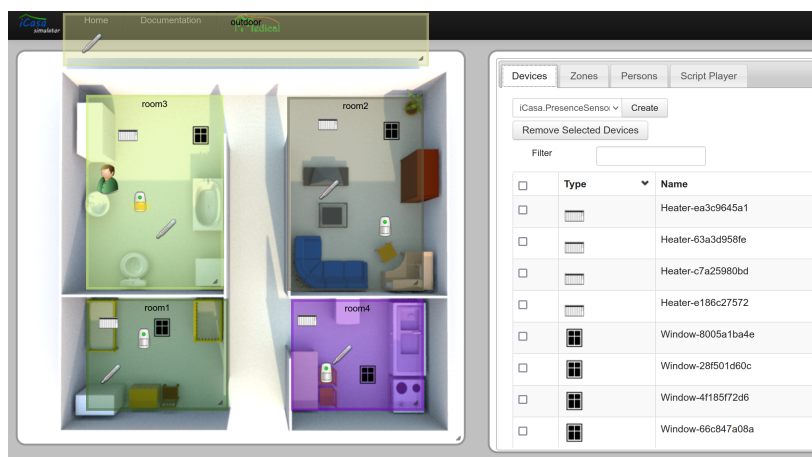 iCasa
simulator
Home
Documentation
outdoor
Medical
room3
room2
room1
room4
Devices
Zones
Persons
Script Player
iCasa.PresenceSensor
Create
Remove Selected Devices
Filter
Type
Name
Heater-ea3c9645a1
Heater-63a3d958fe
Heater-c7a25980bd
Heater-e186c27572
Window-8005a1ba4e
Window-28f501d60c
Window-4f185f72d6
Window-66c847a08a